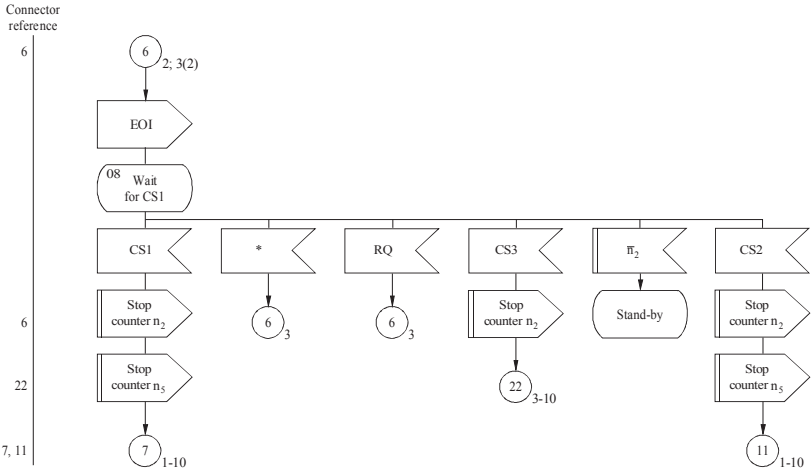 Connector
reference
6
6
2; 3(2)
EOI
08 Wait
for CS1
CS1
*
RQ
CS3
n̅₂
CS2
Stop
counter n₂
6
3
6
3
Stop
counter n₂
Stand-by
Stop
counter n₂
6
Stop
counter n₅
22
3-10
Stop
counter n₅
22
7, 11
7
1-10
11
1-10